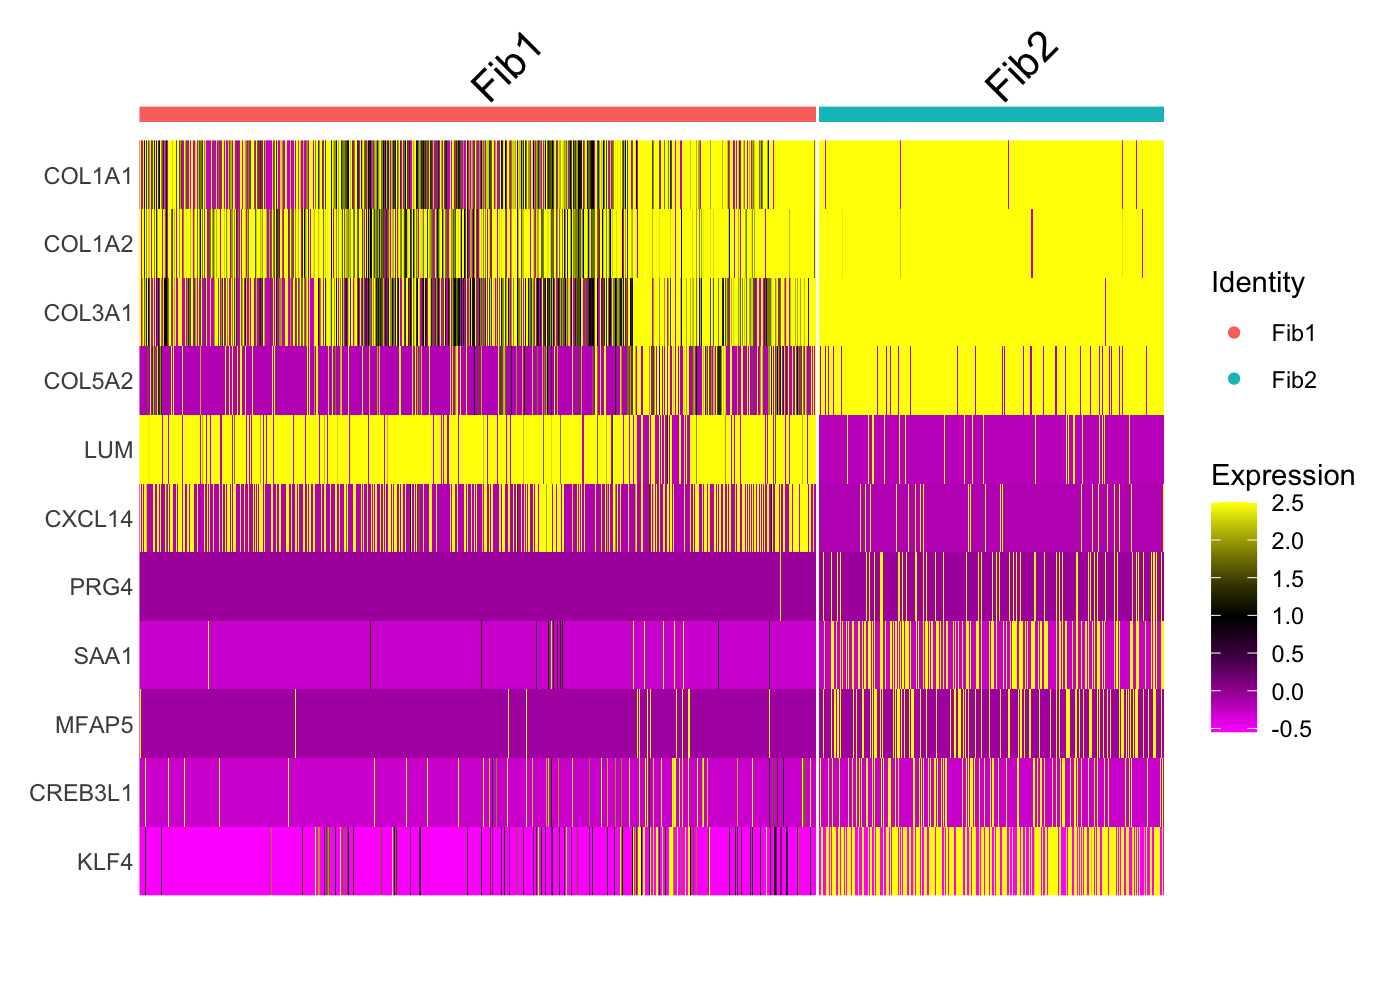 Fib1
Fib2
COL1A1
COL1A2
COL3A1
COL5A2
LUM
CXCL14
PRG4
SAA1
MFAP5
CREB3L1
KLF4
Identity
Fib1
Fib2
Expression
2.5
2.0
1.5
1.0
0.5
0.0
-0.5